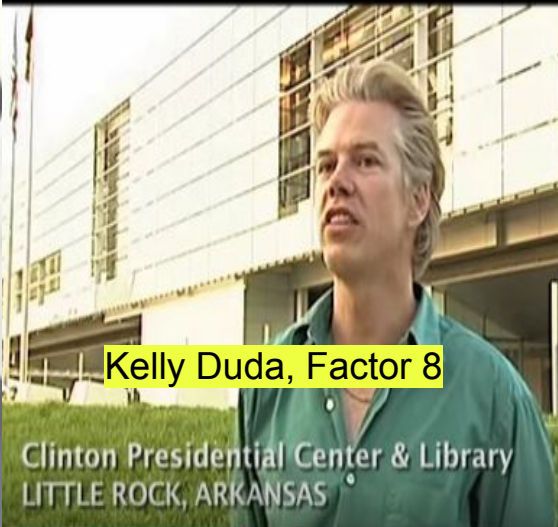 Kelly Duda, Factor 8
Clinton Presidential Center & Library
LITTLE ROCK, ARKANSAS